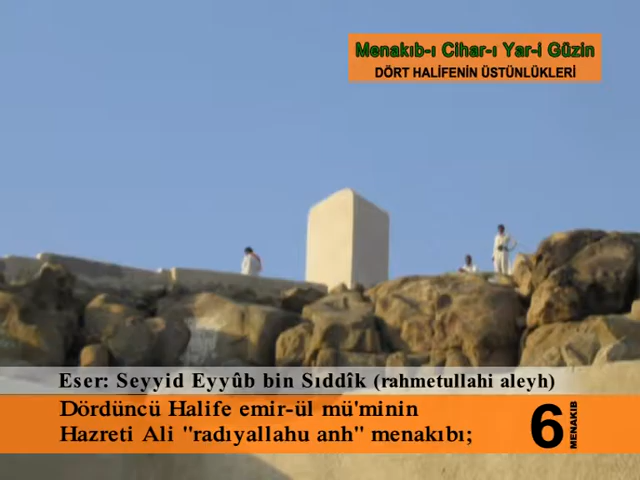 Menakıb-ı Cihar-ı Yar-i Güzin
DÖRT HALİFENİN ÜSTÜNLÜKLERİ
Eser: Seyyid Eyyûb bin Sıddîk (rahmetullahi aleyh)
Dördüncü Halife emir-ül mü'minin
Hazreti Ali "radıyallahu anh" menakıbı;
6
MENAKIB